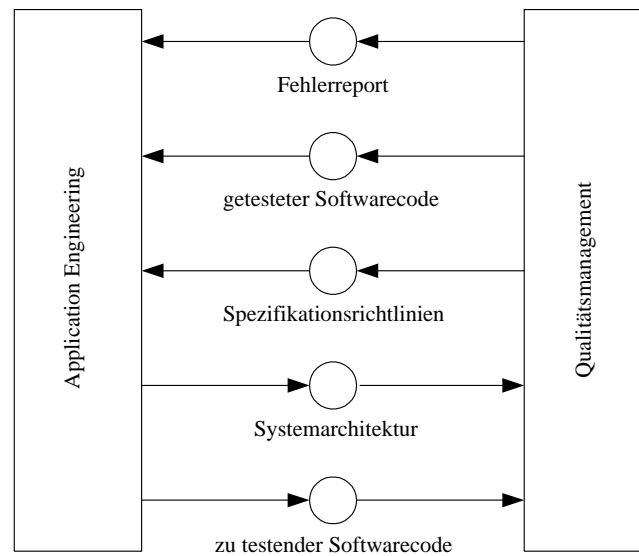 Application Engineering
Fehlerreport
getesteter Softwarecode
Spezifikationsrichtlinien
Systemarchitektur
zu testender Softwarecode
Qualitätsmanagement